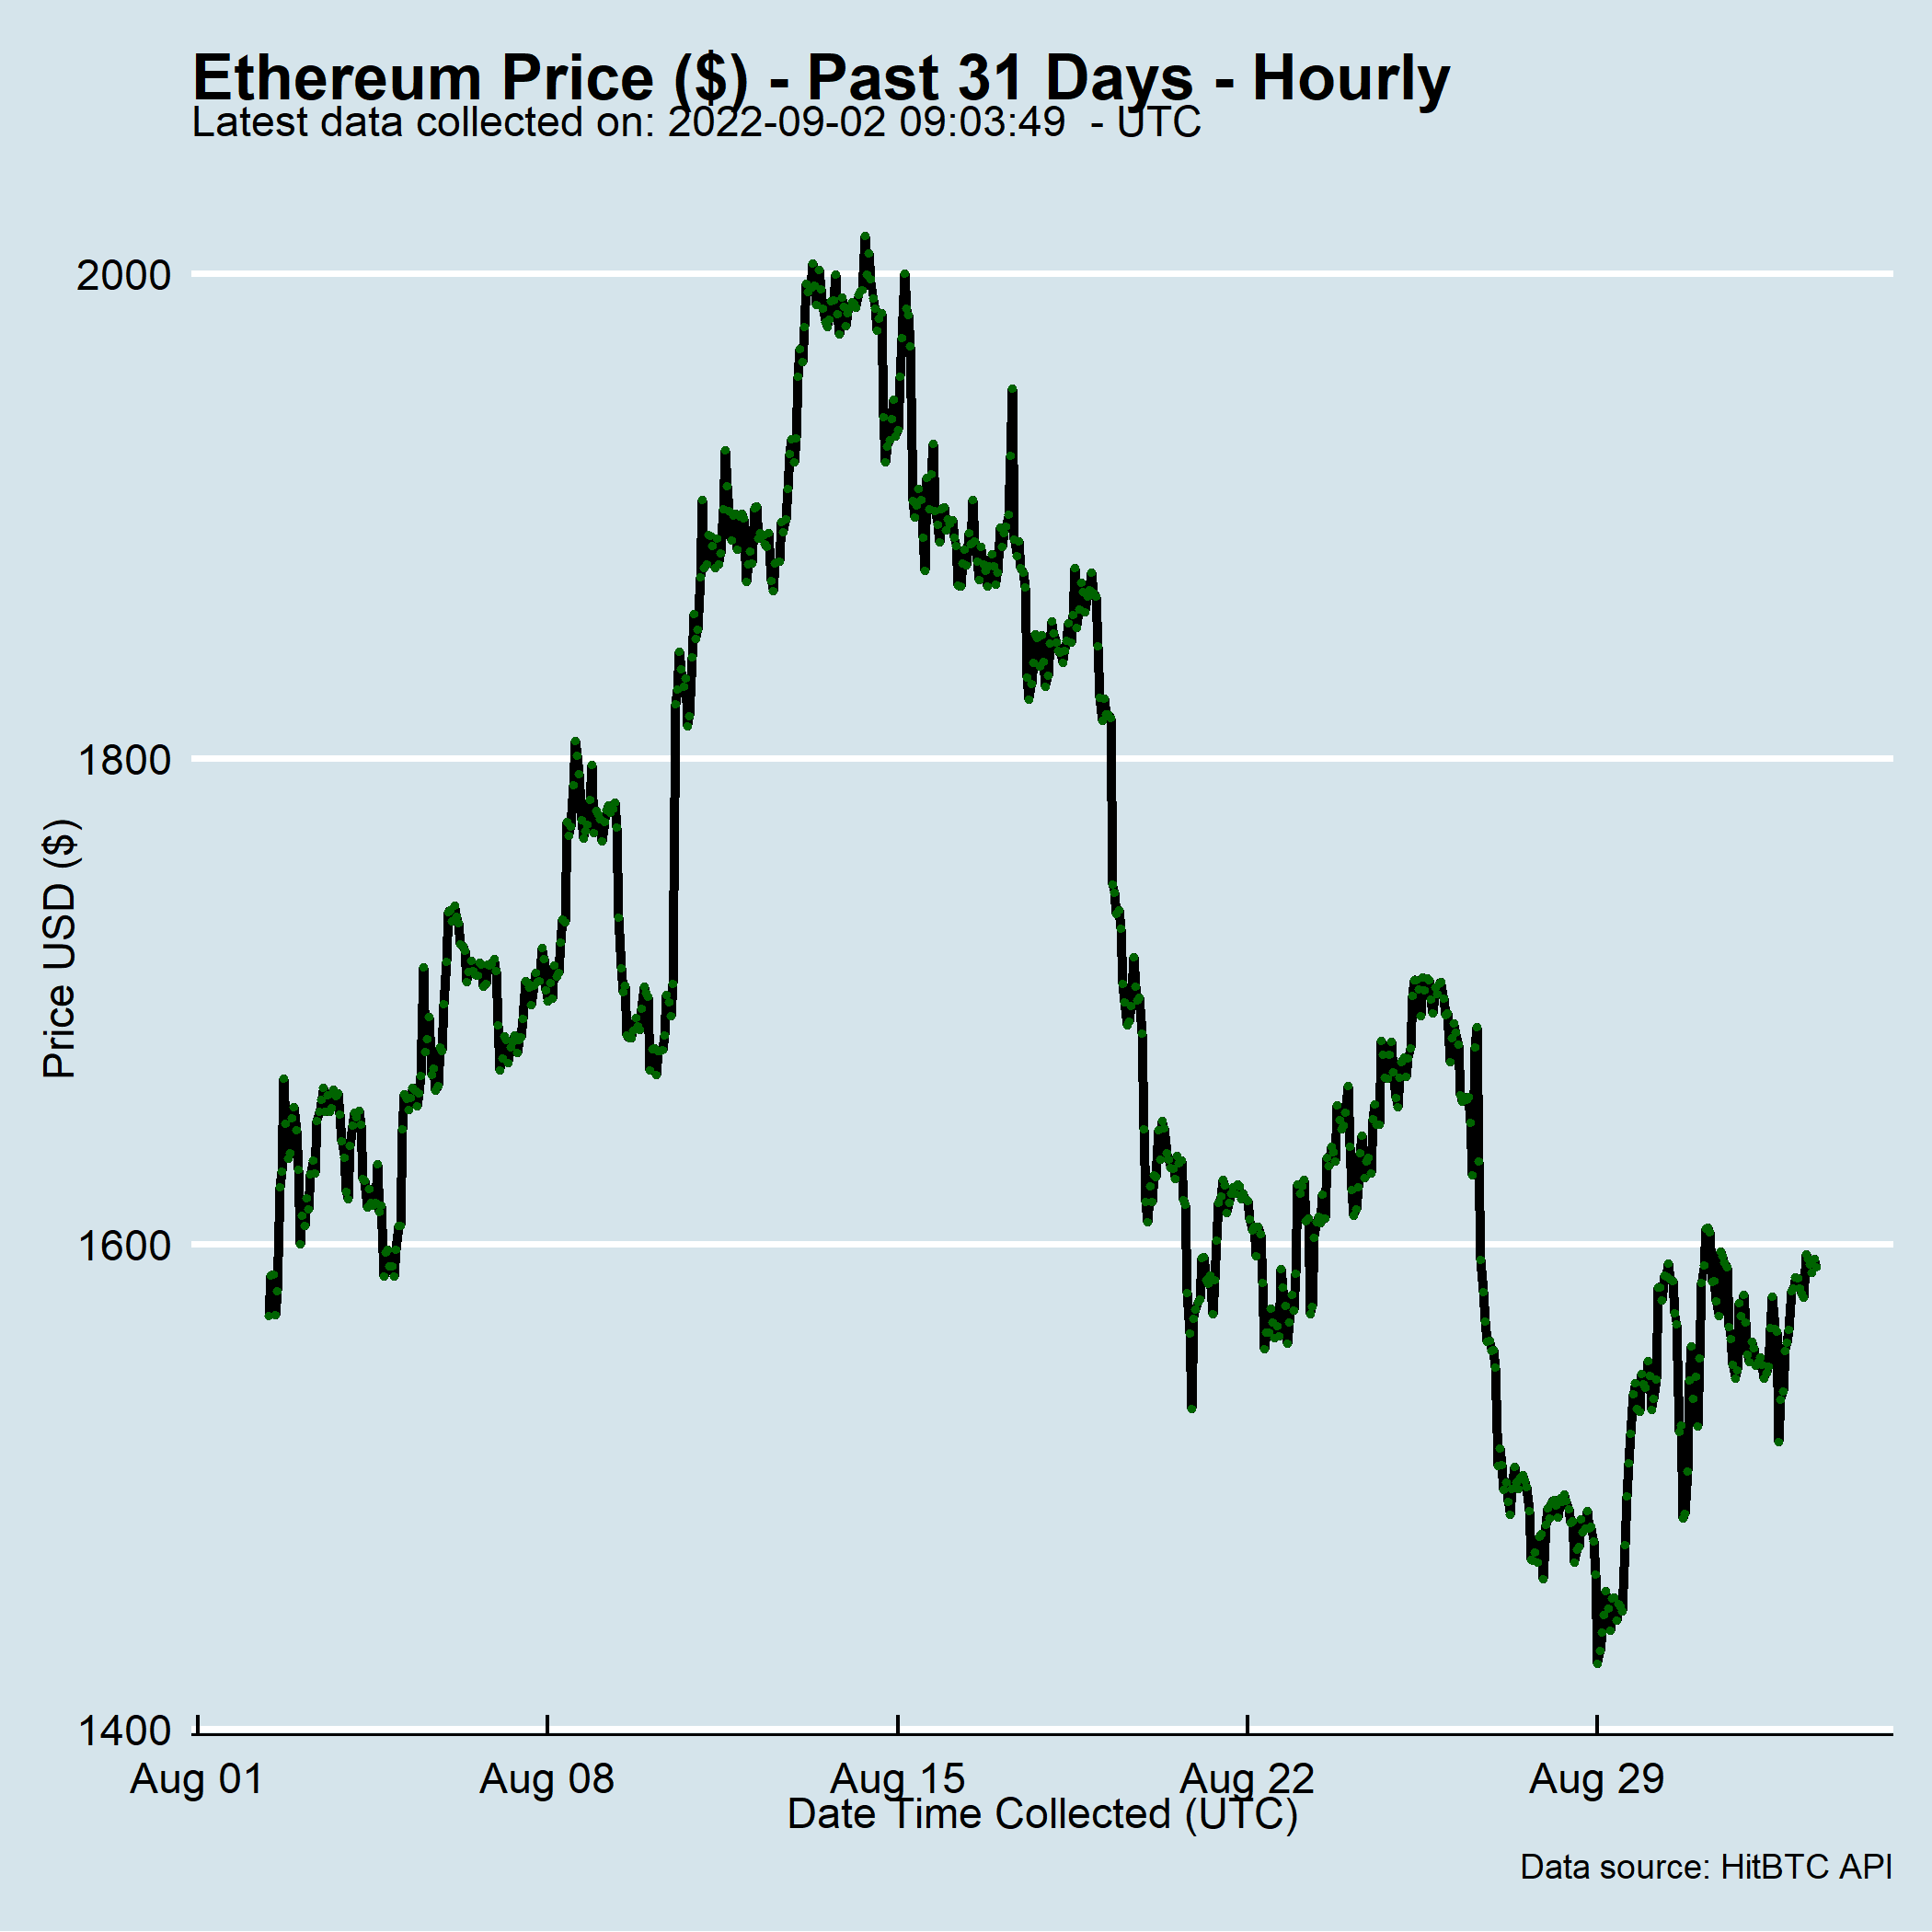 Ethereum Price ($) - Past 31 Days - Hourly
Latest data collected on: 2022-09-02 09:03:49  - UTC
2000
1800
1600
1400
Price USD ($)
Aug 01
Aug 08
Aug 15
Aug 22
Aug 29
Date Time Collected (UTC)
Data source: HitBTC API